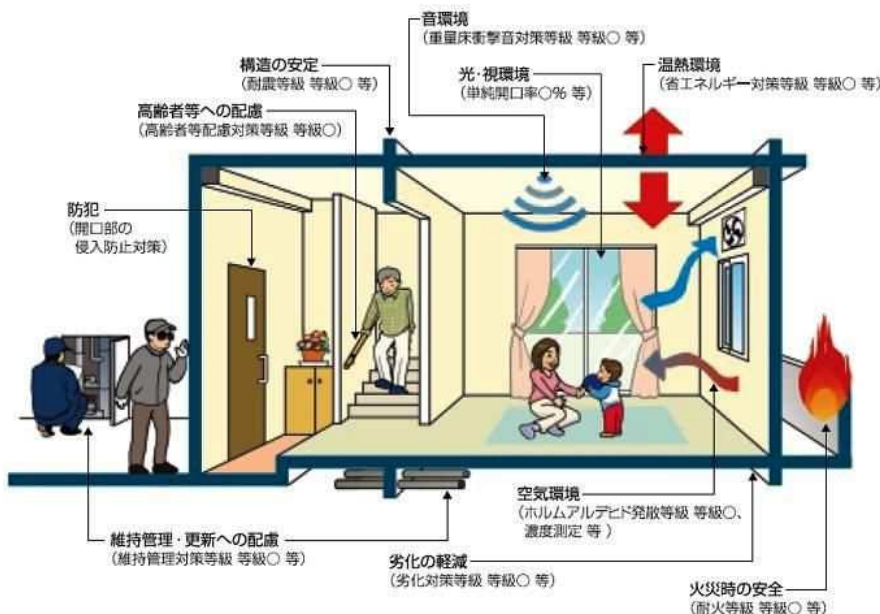 音環境
(重量床衝撃音対策等級 等級○ 等)
構造の安定
(耐震等級 等級○ 等)
光・視環境
(単純開口率○% 等)
温熱環境
(省エネルギー対策等級 等級○ 等)
高齢者等への配慮
(高齢者等配慮対策等級 等級○)
防犯
(開口部の
侵入防止対策)
空気環境
(ホルムアルデヒド発散等級 等級○、
濃度測定 等 )
維持管理・更新への配慮
(維持管理対策等級 等級○ 等)
劣化の軽減
(劣化対策等級 等級○ 等)
火災時の安全
(耐火等級 等級○ 等)